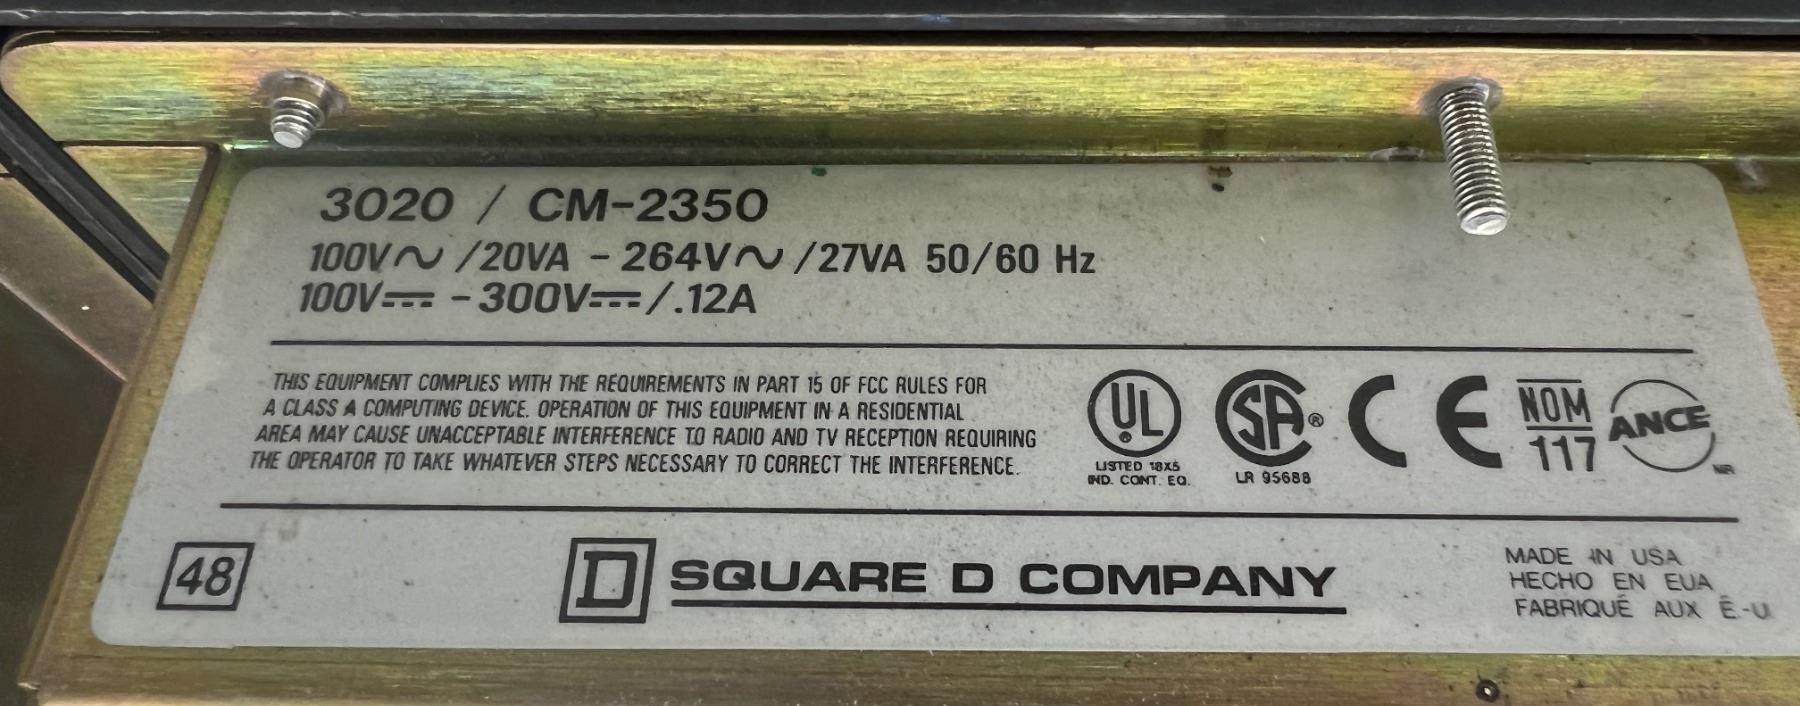 3020 / CM-2350
100V∿ /20VA - 264V∿ /27VA 50/60 Hz
100V⎓ - 300V⎓ / .12A
THIS EQUIPMENT COMPLIES WITH THE REQUIREMENTS IN PART 15 OF FCC RULES FOR
A CLASS A COMPUTING DEVICE. OPERATION OF THIS EQUIPMENT IN A RESIDENTIAL
AREA MAY CAUSE UNACCEPTABLE INTERFERENCE TO RADIO AND TV RECEPTION REQUIRING
THE OPERATOR TO TAKE WHATEVER STEPS NECESSARY TO CORRECT THE INTERFERENCE.
UL®
LISTED 18X5
IND. CONT. EQ.
SA®
LR 95688
CE
NOM
117
ANCE
48
D SQUARE D COMPANY
MADE IN USA
HECHO EN EUA
FABRIQUÉ AUX É-U